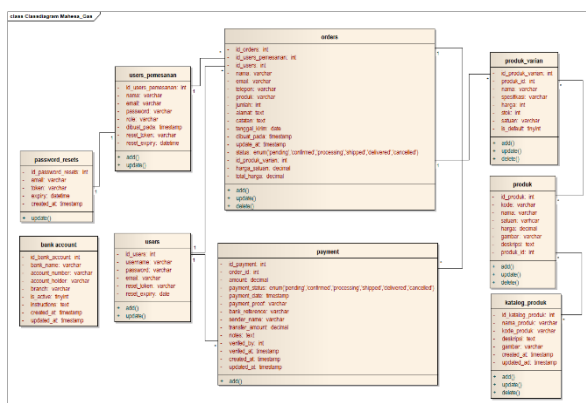 class Classdiagram Mahesa_Gas
orders
- id_orders: int
- id_users_pemesanan: int
- id_users: int
- nama: varchar
- email: varchar
- telepon: varchar
- produk: varchar
- jumlah: int
- alamat: text
- catatan: text
- tanggal_kirim: date
- dibuat_pada: timestamp
- update_at: timestamp
- status: enum('pending','confirmed','processing','shipped','delivered','cancelled')
- id_produk_varian: int
- harga_satuan: decimal
- total_harga: decimal
+ add()
+ update()
+ delete()
users_pemesanan
- id_users_pemesanan: int
- nama: varchar
- email: varchar
- password: varchar
- role: varchar
- dibuat_pada: timestamp
- reset_token: varchar
- reset_expiry: datetime
+ add()
+ update()
produk_varian
- id_produk_varian: int
- produk_id: int
- nama: varchar
- spesifikasi: varchar
- harga: int
- stok: int
- satuan: varchar
- is_default: tinyint
+ add()
+ update()
+ delete()
password_resets
- id_password_resets: int
- email: varchar
- token: varchar
- expiry: datetime
- created_at: timestamp
+ update()
produk
- id_produk: int
- kode: varchar
- nama: varchar
- satuan: varhcar
- harga: decimal
- gambar: varchar
- deskripsi: text
- produk_id: int
+ add()
+ update()
+ delete()
bank account
- id_bank_account: int
- bank_name: varchar
- account_number: varchar
- account_holder: varchar
- branch: varchar
- is_active: tinyint
- instructions: text
- created_at: timestamp
- updated_at: timestamp
users
- id_users: int
- username: varchar
- password: varchar
- email: varchar
- reset_token: varchar
- reset_expiry: date
+ add()
+ update()
payment
- id_payment: int
- order_id: int
- amount: decimal
- payment_status: enum('pending','confirmed','processing','shipped','delivered','cancelled')
- payment_date: timestamp
- payment_proof: varchar
- bank_reference: varchar
- sender_name: varchar
- transfer_amount: decimal
- notes: text
- verified_by: int
- verified_at: timestamp
- created_at: timestamp
- updated_at: timestamp
+ add()
katalog_produk
- id_katalog_produk: int
- nama_produk: varchar
- kode_produk: varchar
- deskripsi: text
- gambar: varchar
- created_at: timestamp
- updated_ad: timestamp
+ add()
+ update()
+ delete()